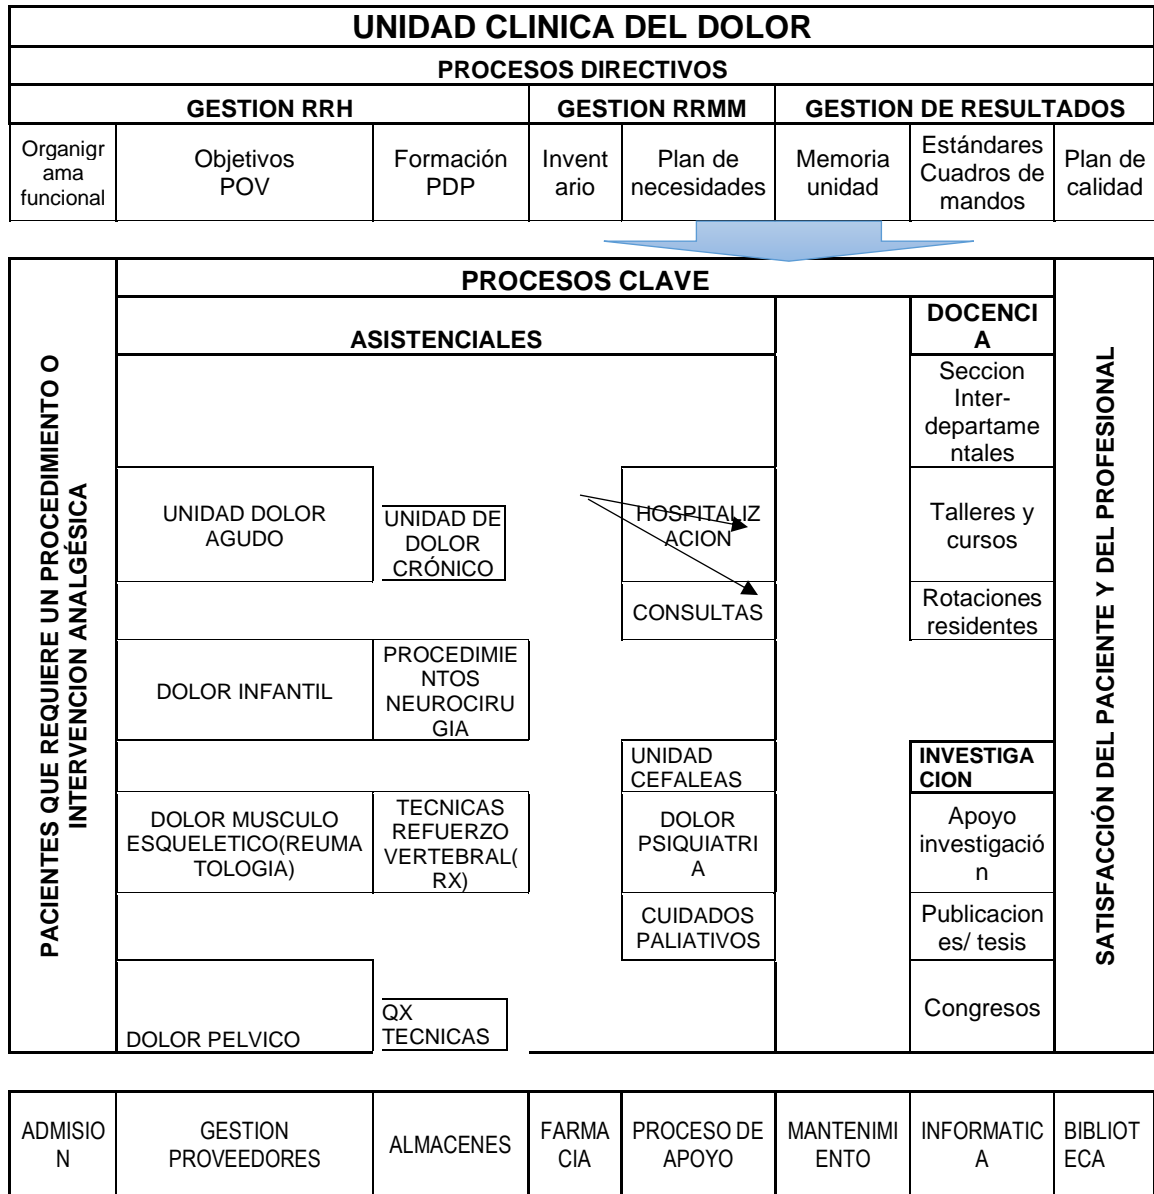 UNIDAD CLINICA DEL DOLOR
PROCESOS DIRECTIVOS
GESTION RRH
GESTION RRMM
GESTION DE RESULTADOS
Organigr
ama
funcional
Objetivos
POV
Formación
PDP
Invent
ario
Plan de
necesidades
Memoria
unidad
Estándares
Cuadros de
mandos
Plan de
calidad
PACIENTES QUE REQUIERE UN PROCEDIMIENTO O
INTERVENCION ANALGÉSICA
PROCESOS CLAVE
ASISTENCIALES
DOCENCI
A
Seccion
Inter-
departame
ntales
UNIDAD DOLOR
AGUDO
UNIDAD DE
DOLOR
CRÓNICO
HOSPITALIZ
ACION
Talleres y
cursos
CONSULTAS
Rotaciones
residentes
DOLOR INFANTIL
PROCEDIMIE
NTOS
NEUROCIRU
GIA
UNIDAD
CEFALEAS
INVESTIGA
CION
DOLOR MUSCULO
ESQUELETICO(REUMA
TOLOGIA)
TECNICAS
REFUERZO
VERTEBRAL(
RX)
DOLOR
PSIQUIATRI
A
Apoyo
investigació
n
CUIDADOS
PALIATIVOS
Publicacion
es/ tesis
DOLOR PELVICO
QX
TECNICAS
Congresos
SATISFACCIÓN DEL PACIENTE Y DEL PROFESIONAL
ADMISIO
N
GESTION
PROVEEDORES
ALMACENES
FARMA
CIA
PROCESO DE
APOYO
MANTENIMI
ENTO
INFORMATIC
A
BIBLIOT
ECA